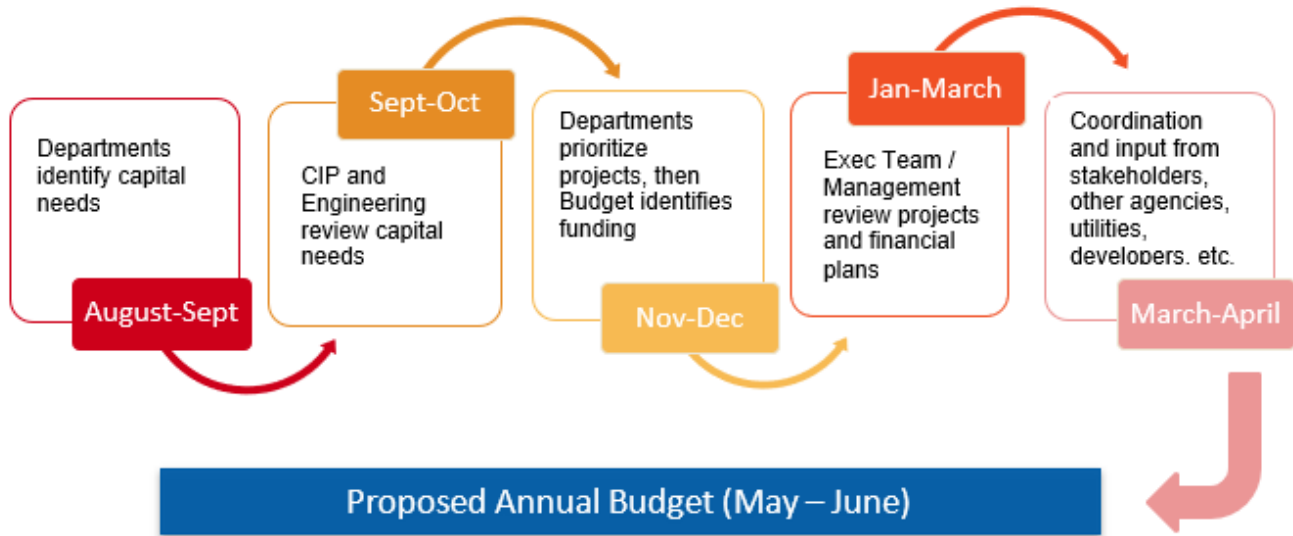 Departments
identify capital
needs
August-Sept
Sept-Oct
CIP and
Engineering
review capital
needs
Departments
prioritize
projects, then
Budget identifies
funding
Nov-Dec
Jan-March
Exec Team /
Management
review projects
and financial
plans
Coordination
and input from
stakeholders,
other agencies,
utilities,
developers, etc.
March-April
Proposed Annual Budget (May – June)